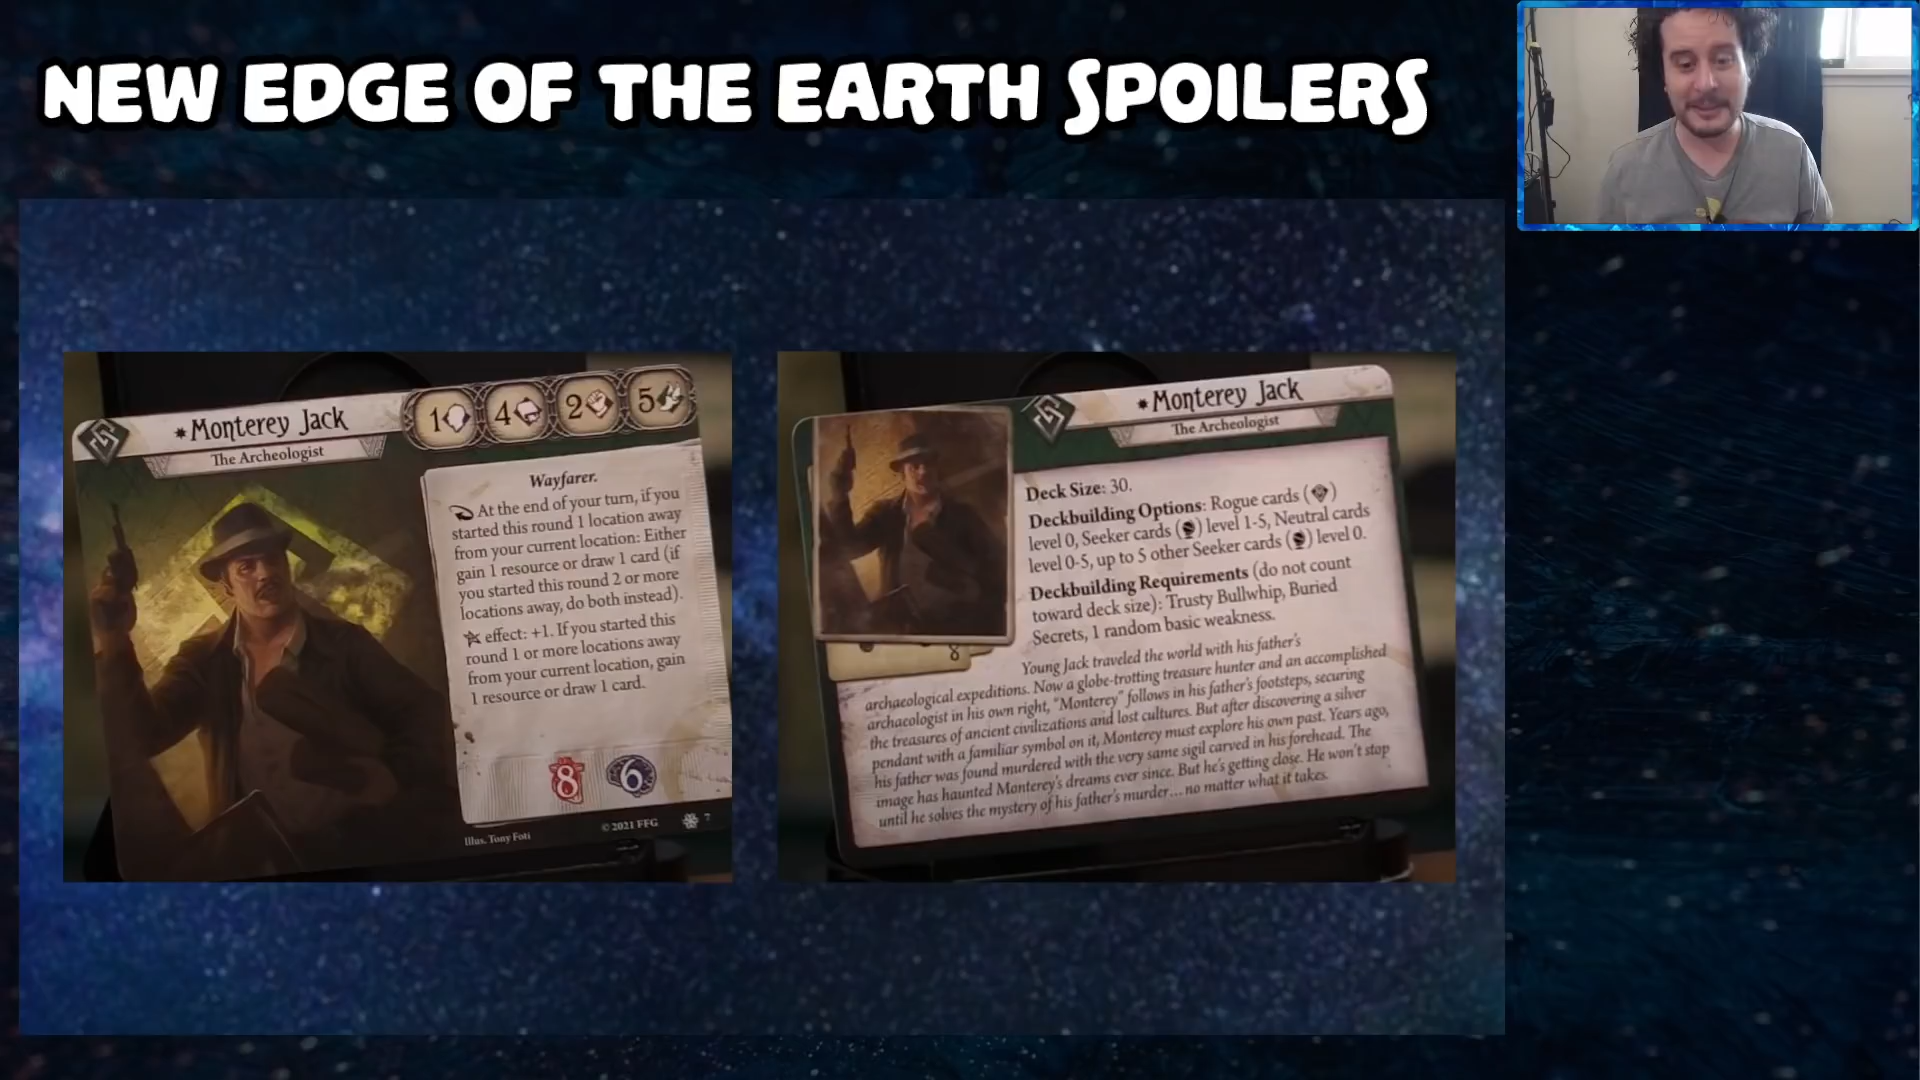 NEW EDGE OF THE EARTH SPOILERS
Monterey Jack
The Archeologist
1
4
2
5
Wayfarer.
At the end of your turn, if you
started this round 1 location away
from your current location: Either
gain 1 resource or draw 1 card (if
you started this round 2 or more
locations away, do both instead).
effect: +1. If you started this
round 1 or more locations away
from your current location, gain
1 resource or draw 1 card.
8
6
Illus. Tony Foti
© 2021 FFG
7
Monterey Jack
The Archeologist
Deck Size: 30.
Deckbuilding Options: Rogue cards ( )
level 0, Seeker cards ( ) level 1-5, Neutral cards
level 0-5, up to 5 other Seeker cards ( ) level 0.
Deckbuilding Requirements (do not count
toward deck size): Trusty Bullwhip, Buried
Secrets, 1 random basic weakness.
8
Young Jack traveled the world with his father's
archaeological expeditions. Now a globe-trotting treasure hunter and an accomplished
archaeologist in his own right, "Monterey" follows in his father's footsteps, securing
the treasures of ancient civilizations and lost cultures. But after discovering a silver
pendant with a familiar symbol on it, Monterey must explore his own past. Years ago,
his father was found murdered with the very same sigil carved in his forehead. The
image has haunted Monterey's dreams ever since. But he's getting close. He won't stop
until he solves the mystery of his father's murder... no matter what it takes.